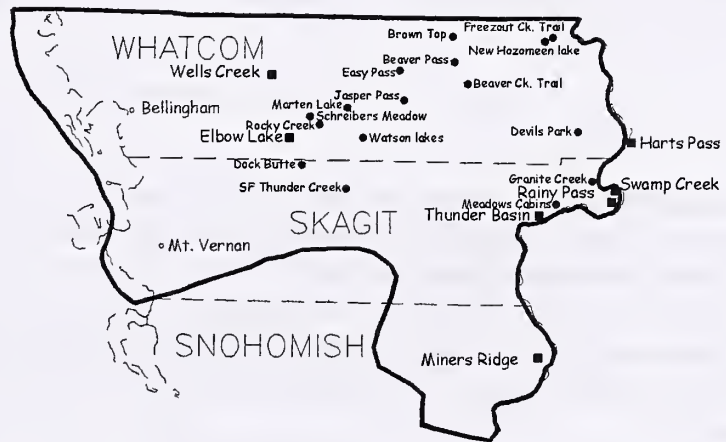 Freezout Ck. Trail
Brown Top
New Hozomeen lake
WHATCOM
Beaver Pass
Easy Pass
Wells Creek
Beaver Ck. Trail
Jasper Pass
Marten Lake
Bellingham
Schreibers Meadow
Rocky Creek
Devils Park
Elbow Lake
Watson lakes
Harts Pass
Dock Butte
Granite Creek
Swamp Creek
SF Thunder Creek
Rainy Pass
Meadows Cabins
SKAGIT
Thunder Basin
Mt. Vernan
SNOHOMISH
Miners Ridge